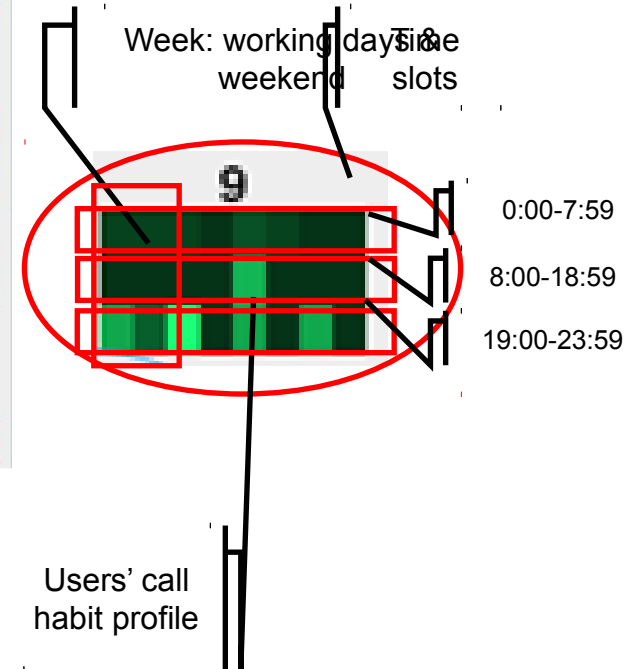 Week: working days &
weekend
Time
slots
9
0:00-7:59
8:00-18:59
19:00-23:59
Users’ call
habit profile